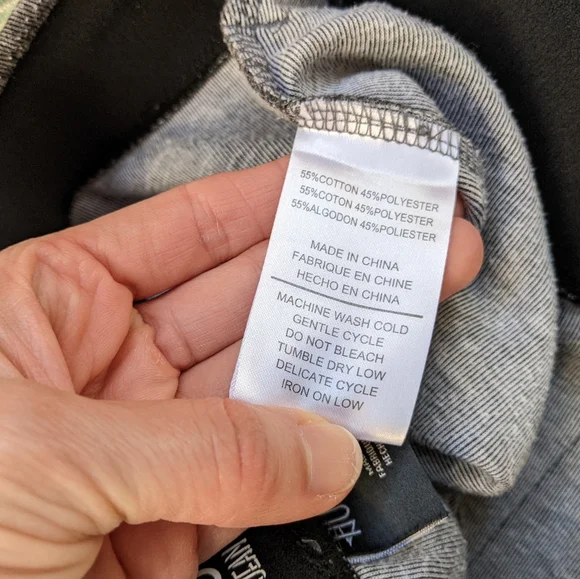 55%COTTON 45%POLYESTER
55%COTON 45%POLYESTER
55%ALGODON 45%POLIESTER
MADE IN CHINA
FABRIQUE EN CHINE
HECHO EN CHINA
MACHINE WASH COLD
GENTLE CYCLE
DO NOT BLEACH
TUMBLE DRY LOW
DELICATE CYCLE
IRON ON LOW